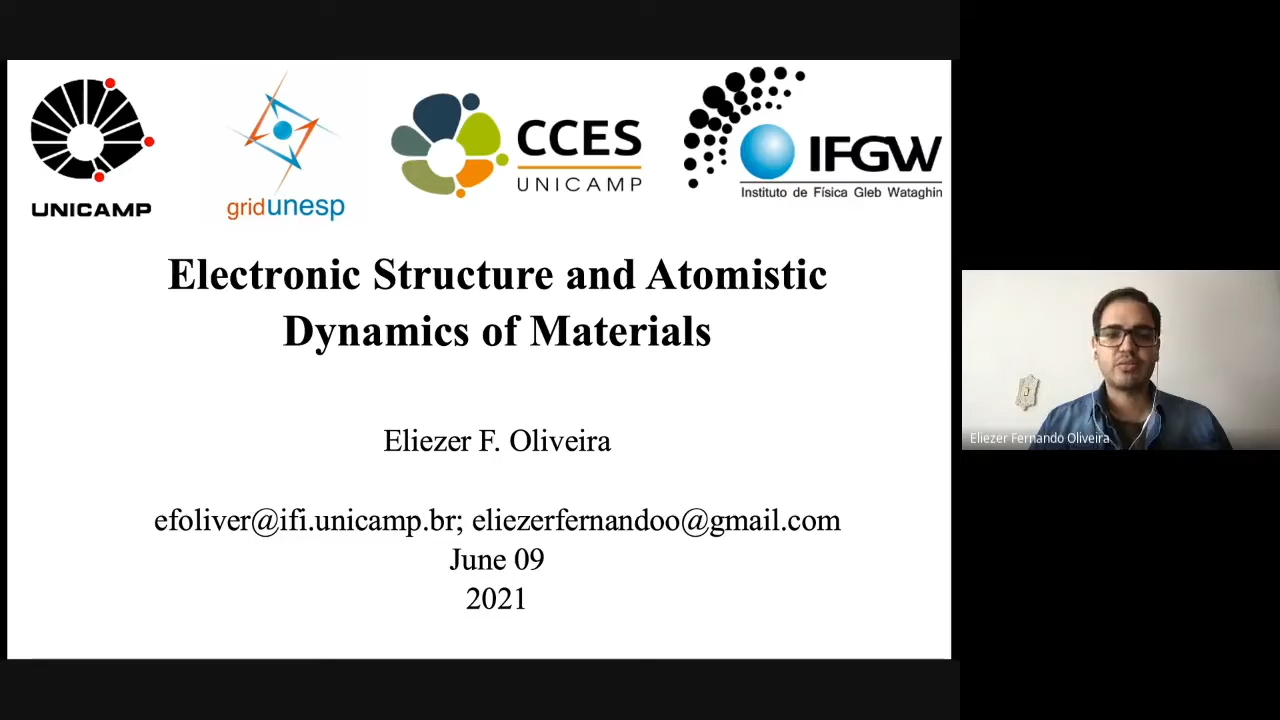 UNICAMP
gridunesp
CCES
UNICAMP
IFGW
Instituto de Física Gleb Wataghin
Electronic Structure and Atomistic
Dynamics of Materials
Eliezer F. Oliveira
efoliver@ifi.unicamp.br; eliezerfernandoo@gmail.com
June 09
2021
Eliezer Fernando Oliveira